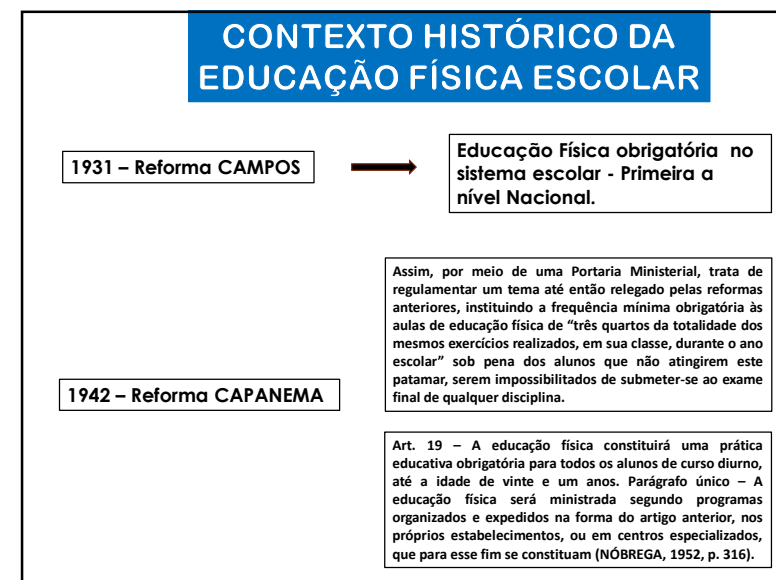 CONTEXTO HISTÓRICO DA
EDUCAÇÃO FÍSICA ESCOLAR
1931 – Reforma CAMPOS
Educação Física obrigatória no
sistema escolar - Primeira a
nível Nacional.
1942 – Reforma CAPANEMA
Assim, por meio de uma Portaria Ministerial, trata de
regulamentar um tema até então relegado pelas reformas
anteriores, instituindo a frequência mínima obrigatória às
aulas de educação física de “três quartos da totalidade dos
mesmos exercícios realizados, em sua classe, durante o ano
escolar” sob pena dos alunos que não atingirem este
patamar, serem impossibilitados de submeter-se ao exame
final de qualquer disciplina.
Art. 19 – A educação física constituirá uma prática
educativa obrigatória para todos os alunos de curso diurno,
até a idade de vinte e um anos. Parágrafo único – A
educação física será ministrada segundo programas
organizados e expedidos na forma do artigo anterior, nos
próprios estabelecimentos, ou em centros especializados,
que para esse fim se constituam (NÓBREGA, 1952, p. 316).